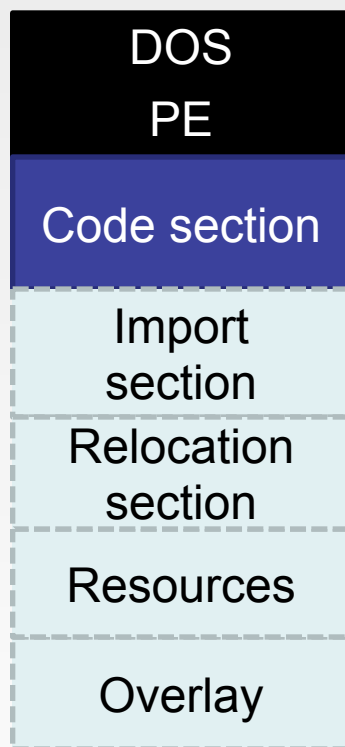 DOS
PE
Code section
Import
section
Relocation
section
Resources
Overlay